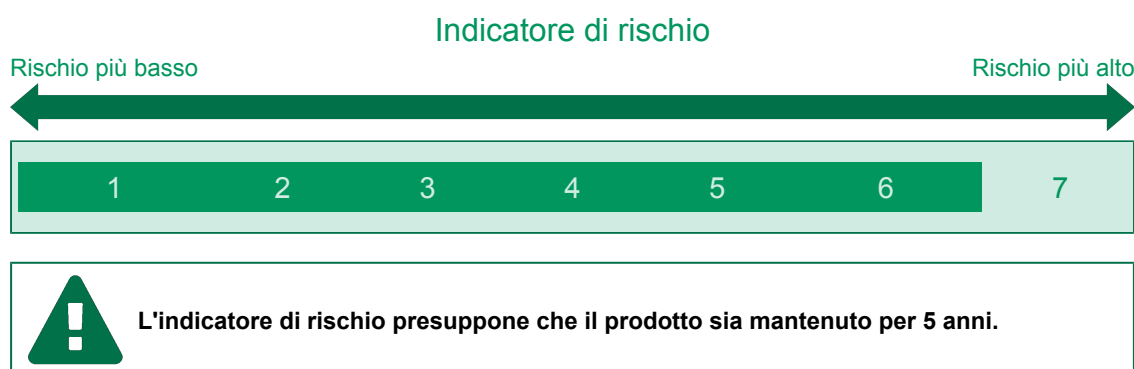 Indicatore di rischio
Rischio più basso Rischio più alto
1 2 3 4 5 6 7
L'indicatore di rischio presuppone che il prodotto sia mantenuto per 5 anni.